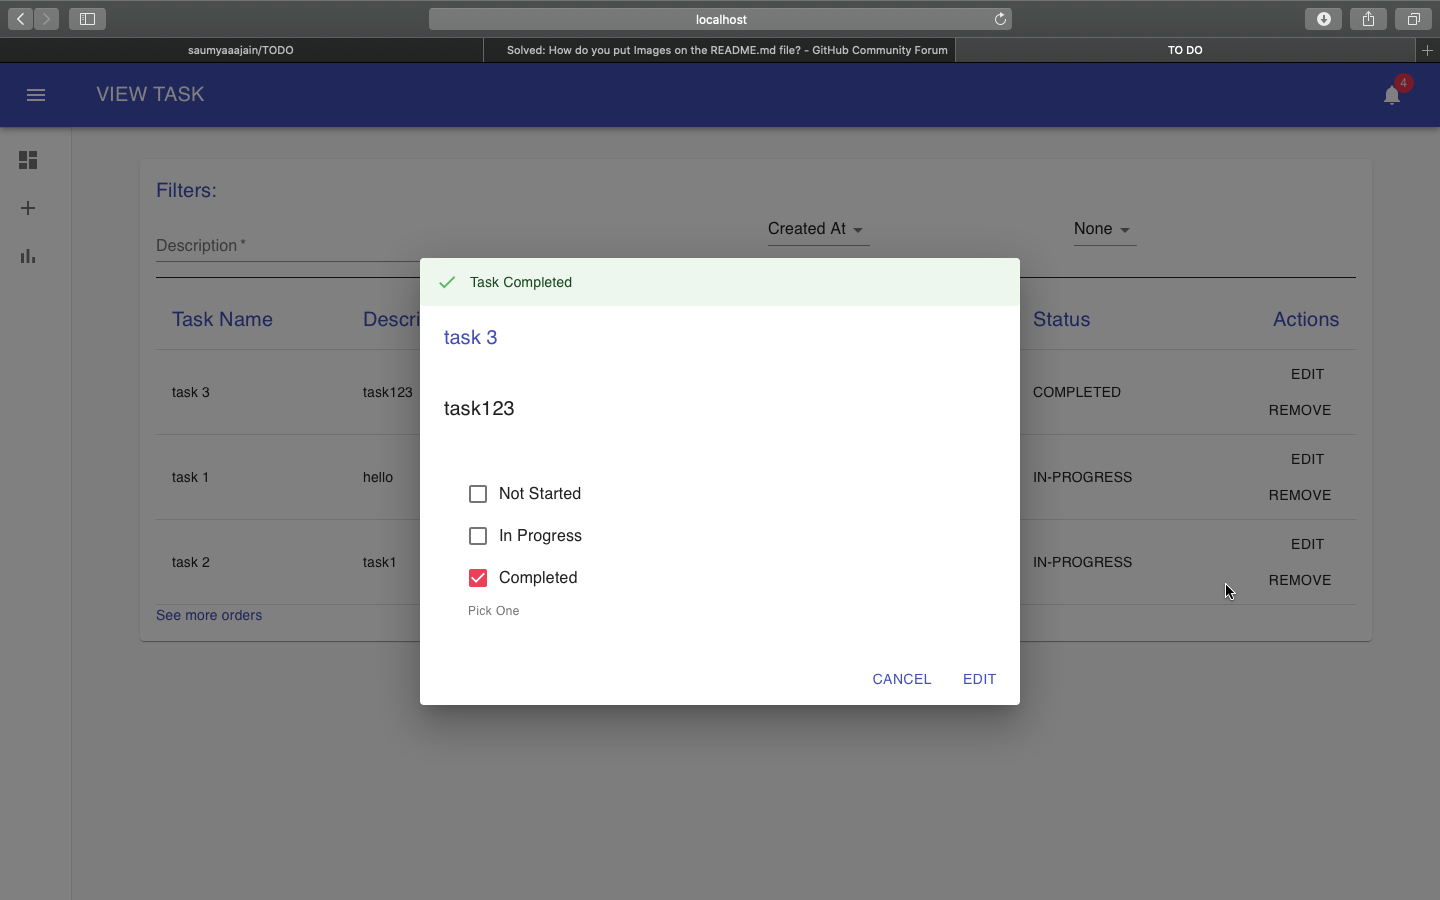 localhost
saumyaaajain/TODO
Solved: How do you put Images on the README.md file? - GitHub Community Forum
TO DO
VIEW TASK
4
Filters:
Description *
Created At
None
Task Name
Descri
Status
Actions
task 3
task123
COMPLETED
EDIT
REMOVE
task 1
hello
IN-PROGRESS
EDIT
REMOVE
task 2
task1
IN-PROGRESS
EDIT
REMOVE
See more orders
Task Completed
task 3
task123
Not Started
In Progress
Completed
Pick One
CANCEL
EDIT